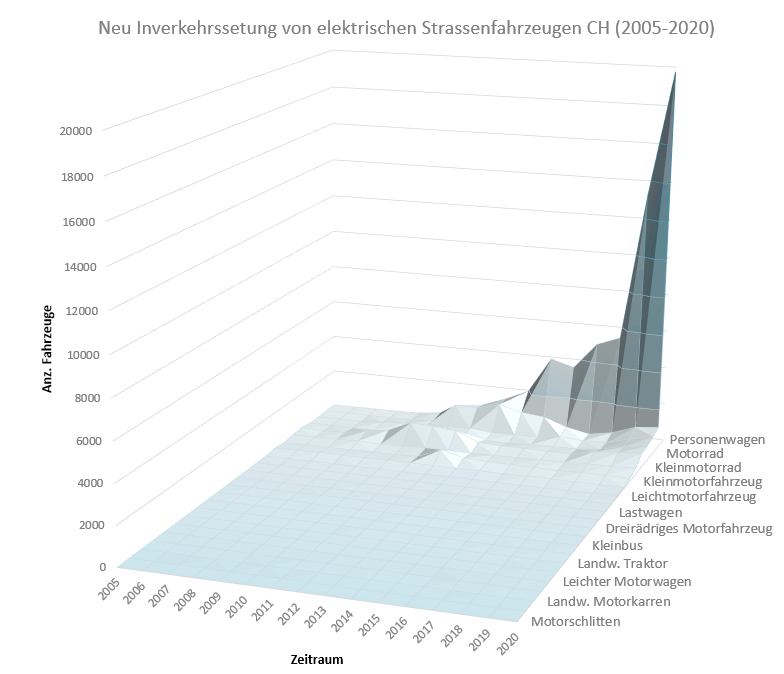 Neu Inverkehrssetung von elektrischen Strassenfahrzeugen CH (2005-2020)
20000
18000
16000
14000
12000
10000
8000
6000
4000
2000
0
Anz. Fahrzeuge
2005
2006
2007
2008
2009
2010
2011
2012
2013
2014
2015
2016
2017
2018
2019
2020
Zeitraum
Personenwagen
Motorrad
Kleinmotorrad
Kleinmotorfahrzeug
Leichtmotorfahrzeug
Lastwagen
Dreirädriges Motorfahrzeug
Kleinbus
Landw. Traktor
Leichter Motorwagen
Landw. Motorkarren
Motorschlitten